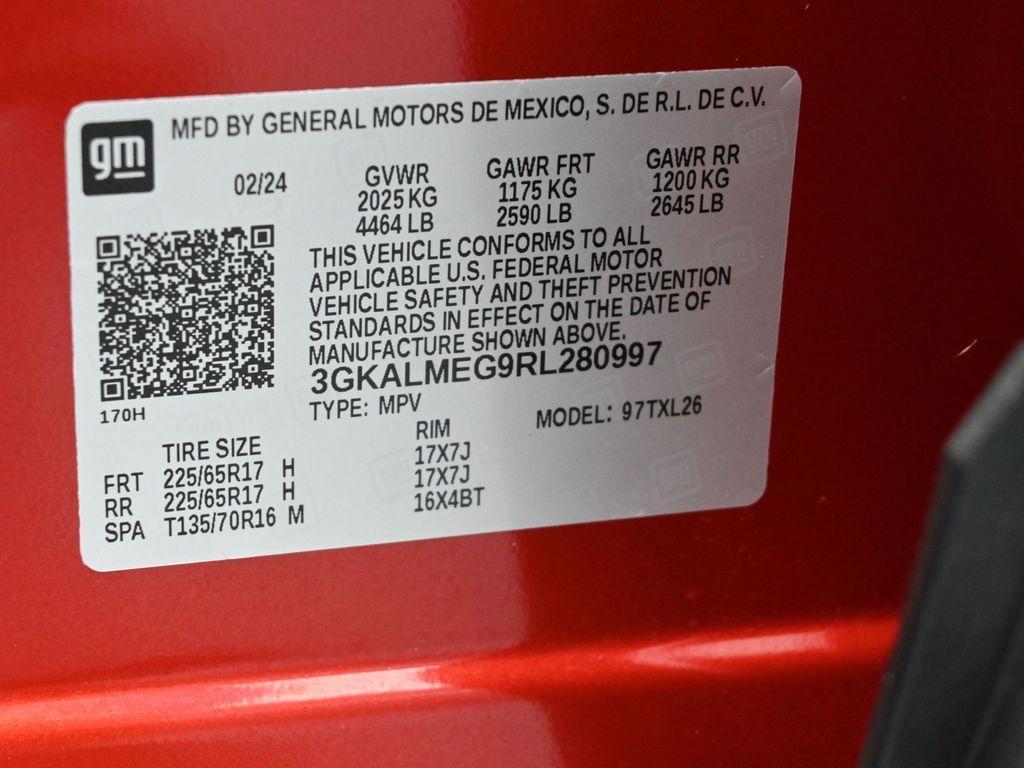 gm
MFD BY GENERAL MOTORS DE MEXICO, S. DE R.L. DE C.V.
02/24
GVWR
2025 KG
4464 LB
GAWR FRT
1175 KG
2590 LB
GAWR RR
1200 KG
2645 LB
THIS VEHICLE CONFORMS TO ALL
APPLICABLE U.S. FEDERAL MOTOR
VEHICLE SAFETY AND THEFT PREVENTION
STANDARDS IN EFFECT ON THE DATE OF
MANUFACTURE SHOWN ABOVE.
3GKALMEG9RL280997
170H
TYPE: MPV
MODEL: 97TXL26
TIRE SIZE RIM
FRT 225/65R17 H 17X7J
RR 225/65R17 H 17X7J
SPA T135/70R16 M 16X4BT